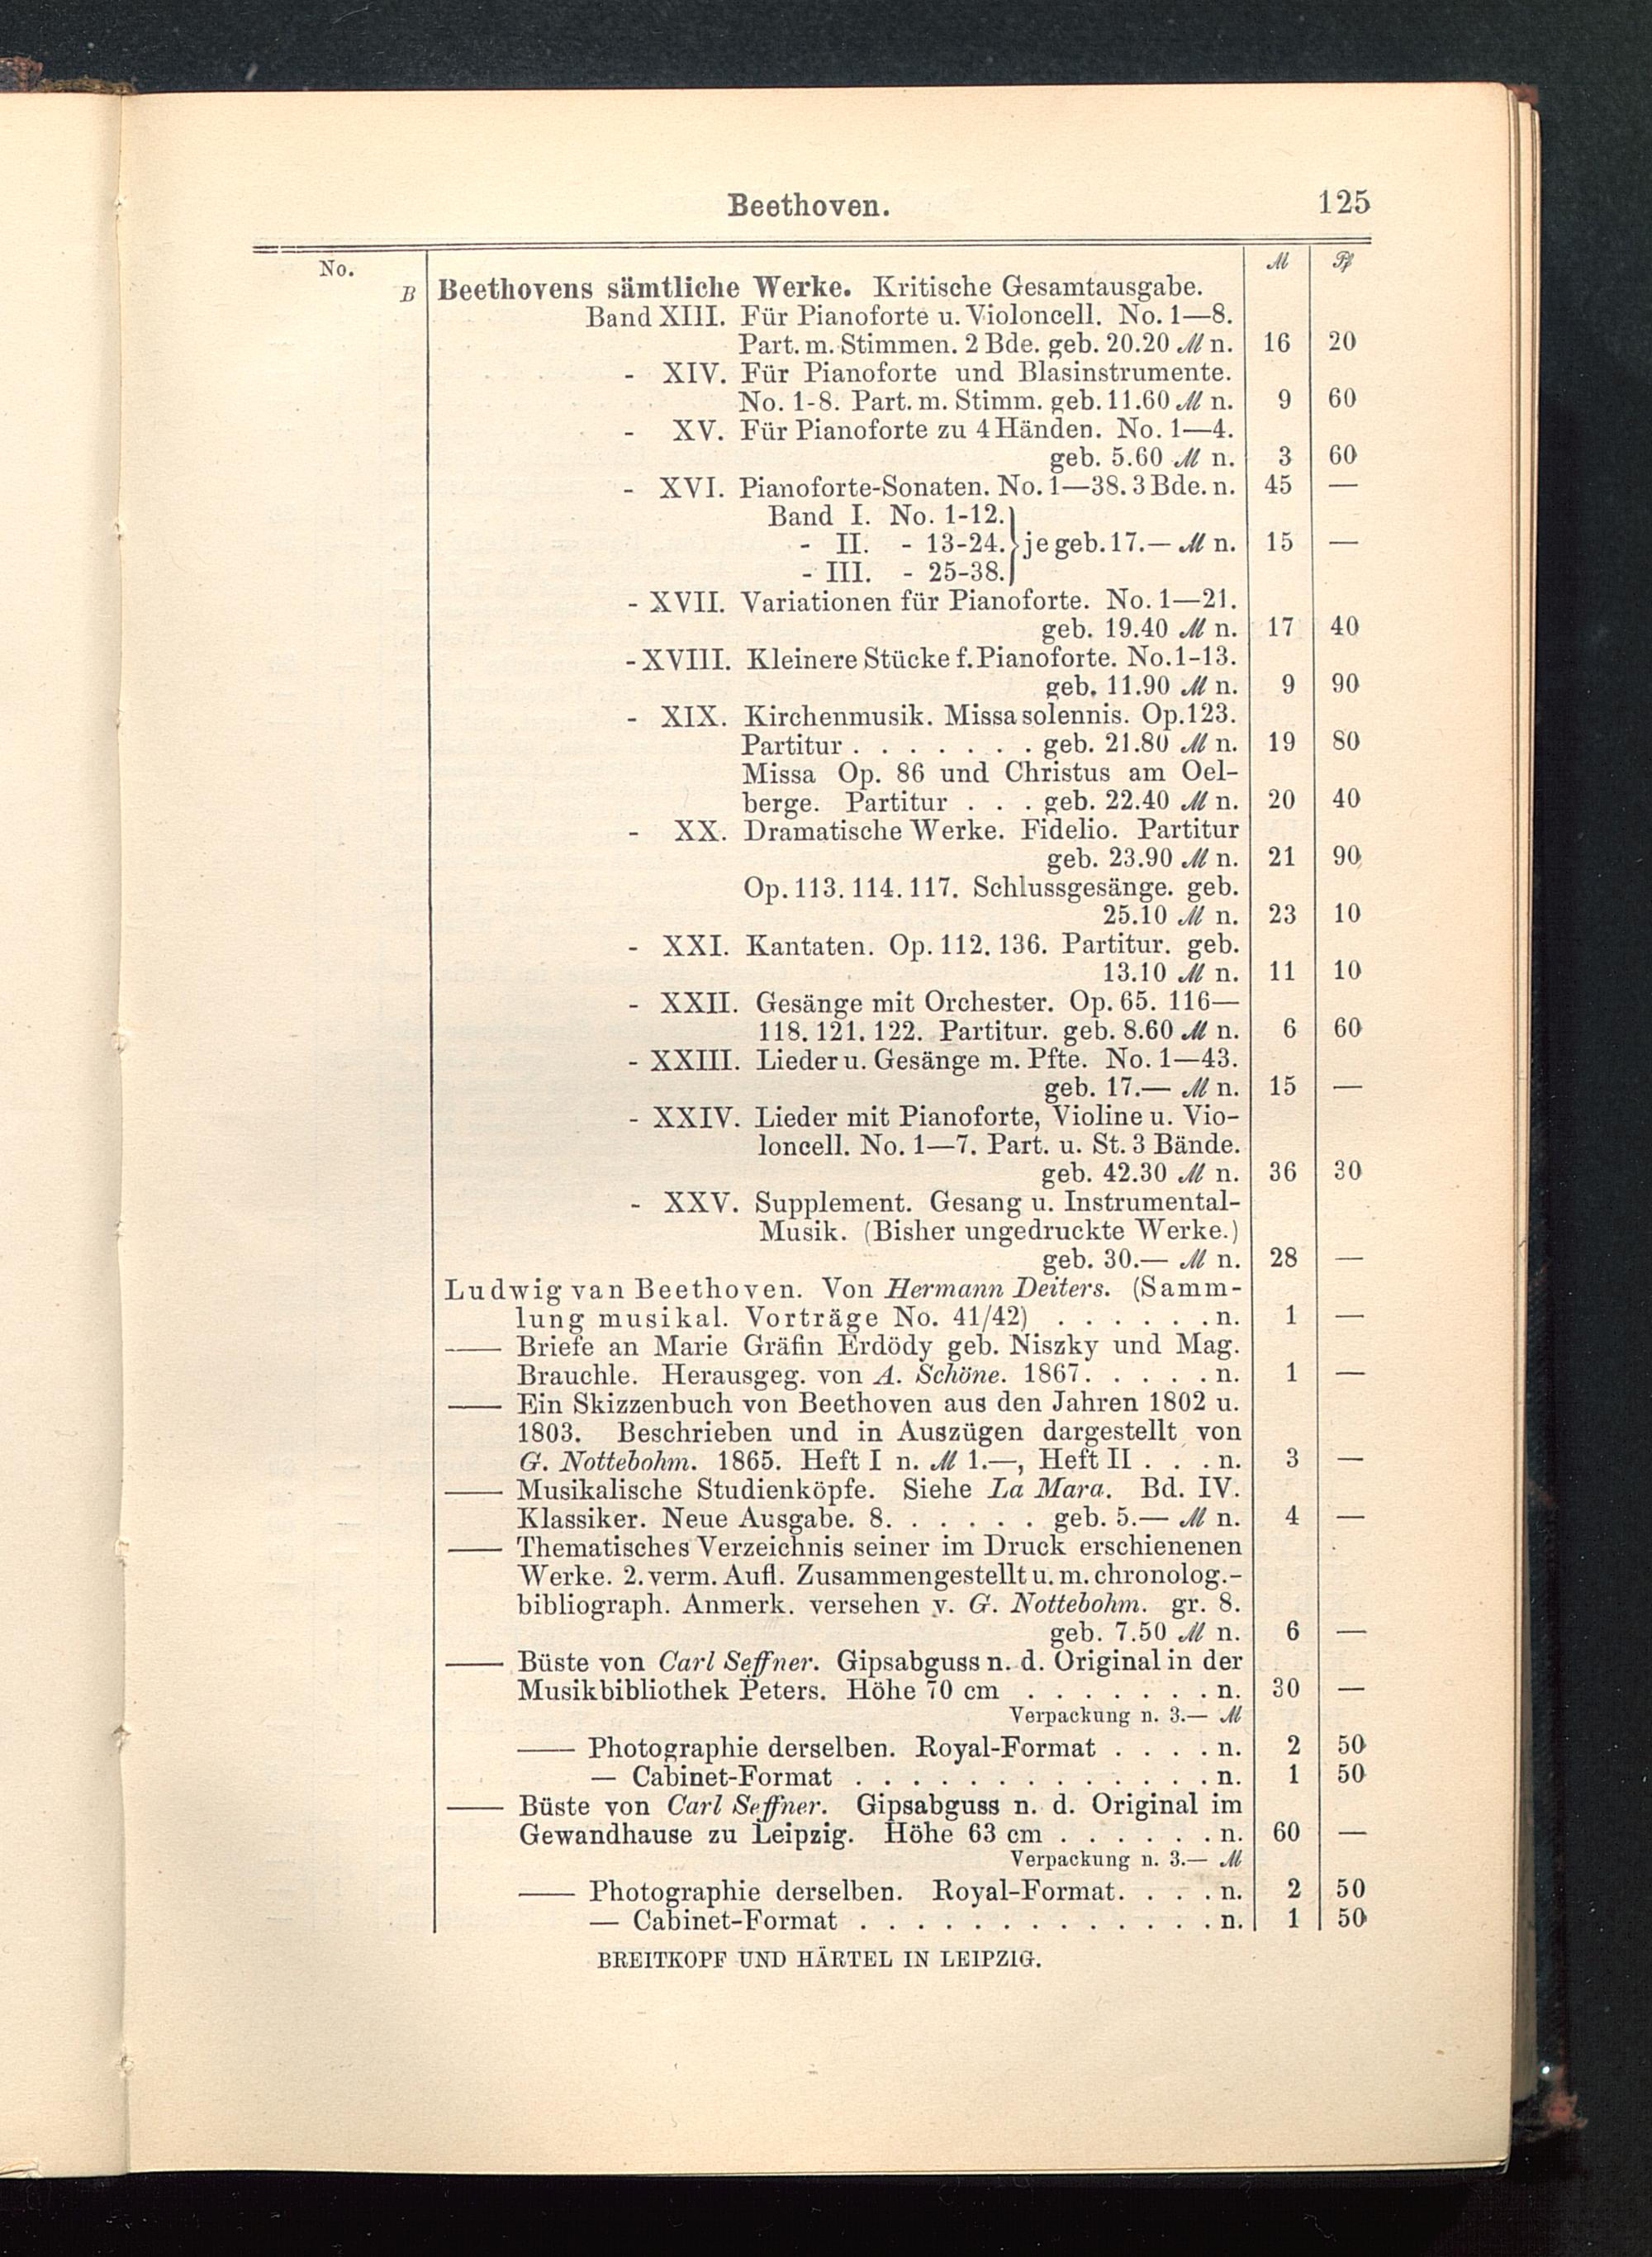 Beethoven. 125
No. ℳ ₰
B Beethovens sämtliche Werke. Kritische Gesamtausgabe.
Band XIII. Für Pianoforte u. Violoncell. No. 1—8.
Part. m. Stimmen. 2 Bde. geb. 20.20 ℳ n. 16 20
- XIV. Für Pianoforte und Blasinstrumente.
No. 1-8. Part. m. Stimm. geb. 11.60 ℳ n. 9 60
- XV. Für Pianoforte zu 4 Händen. No. 1—4.
geb. 5.60 ℳ n. 3 60
- XVI. Pianoforte-Sonaten. No. 1—38. 3 Bde. n. 45 —
Band I. No. 1-12.
- II. - 13-24. } je geb. 17.— ℳ n. 15 —
- III. - 25-38.
- XVII. Variationen für Pianoforte. No. 1—21.
geb. 19.40 ℳ n. 17 40
- XVIII. Kleinere Stücke f. Pianoforte. No. 1-13.
geb. 11.90 ℳ n. 9 90
- XIX. Kirchenmusik. Missa solennis. Op. 123.
Partitur . . . . . . . geb. 21.80 ℳ n. 19 80
Missa Op. 86 und Christus am Oel-
berge. Partitur . . . geb. 22.40 ℳ n. 20 40
- XX. Dramatische Werke. Fidelio. Partitur
geb. 23.90 ℳ n. 21 90
Op. 113. 114. 117. Schlussgesänge. geb.
25.10 ℳ n. 23 10
- XXI. Kantaten. Op. 112. 136. Partitur. geb.
13.10 ℳ n. 11 10
- XXII. Gesänge mit Orchester. Op. 65. 116—
118. 121. 122. Partitur. geb. 8.60 ℳ n. 6 60
- XXIII. Lieder u. Gesänge m. Pfte. No. 1—43.
geb. 17.— ℳ n. 15 —
- XXIV. Lieder mit Pianoforte, Violine u. Vio-
loncell. No. 1—7. Part. u. St. 3 Bände.
geb. 42.30 ℳ n. 36 30
- XXV. Supplement. Gesang u. Instrumental-
Musik. (Bisher ungedruckte Werke.)
geb. 30.— ℳ n. 28 —
Ludwig van Beethoven. Von Hermann Deiters. (Samm-
lung musikal. Vorträge No. 41/42) . . . . . . n. 1 —
—— Briefe an Marie Gräfin Erdödy geb. Niszky und Mag.
Brauchle. Herausgeg. von A. Schöne. 1867. . . . . . n. 1 —
—— Ein Skizzenbuch von Beethoven aus den Jahren 1802 u.
1803. Beschrieben und in Auszügen dargestellt von
G. Nottebohm. 1865. Heft I n. ℳ 1.—, Heft II . . . n. 3 —
—— Musikalische Studienköpfe. Siehe La Mara. Bd. IV.
Klassiker. Neue Ausgabe. 8. . . . . . . geb. 5.— ℳ n. 4 —
—— Thematisches Verzeichnis seiner im Druck erschienenen
Werke. 2. verm. Aufl. Zusammengestellt u. m. chronolog.-
bibliograph. Anmerk. versehen v. G. Nottebohm. gr. 8.
geb. 7.50 ℳ n. 6 —
—— Büste von Carl Seffner. Gipsabguss n. d. Original in der
Musikbibliothek Peters. Höhe 70 cm . . . . . . . n. 30 —
Verpackung n. 3.— ℳ
—— Photographie derselben. Royal-Format . . . . n. 2 50
— Cabinet-Format . . . . . . . . . . . . . n. 1 50
—— Büste von Carl Seffner. Gipsabguss n. d. Original im
Gewandhause zu Leipzig. Höhe 63 cm . . . . . . n. 60 —
Verpackung n. 3.— ℳ
—— Photographie derselben. Royal-Format. . . . n. 2 50
— Cabinet-Format . . . . . . . . . . . . . n. 1 50
BREITKOPF UND HÄRTEL IN LEIPZIG.